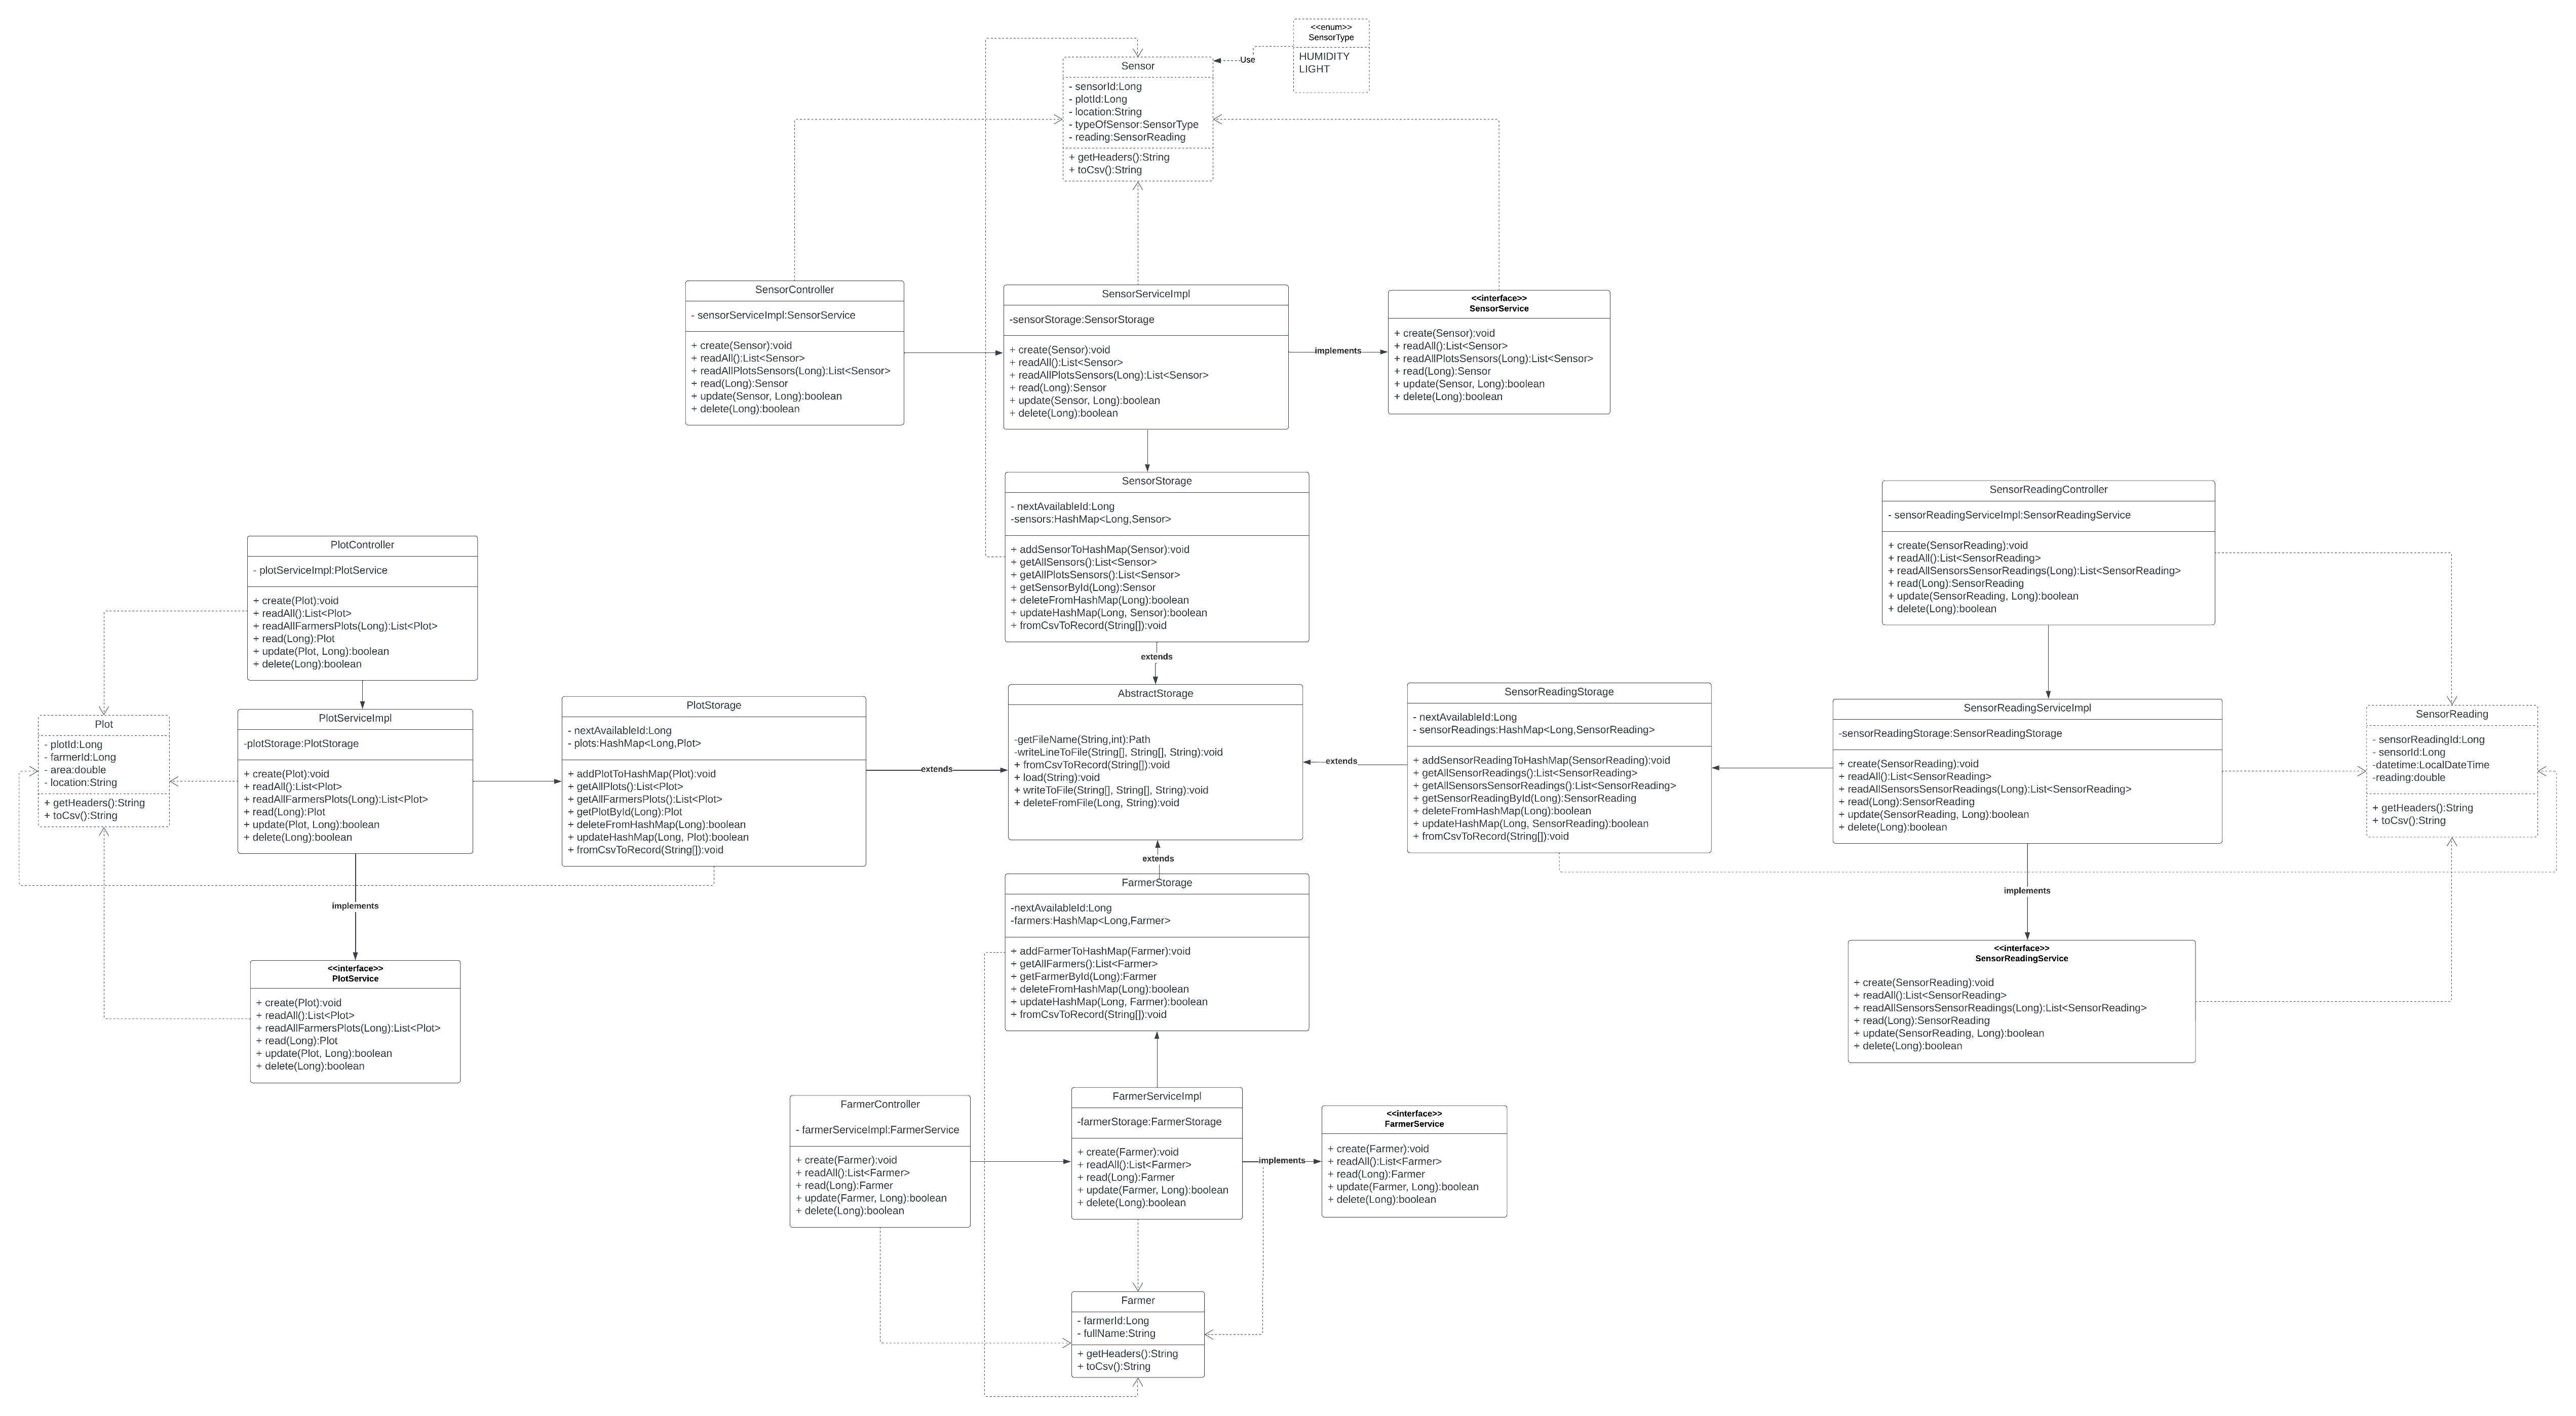 <<enum>>
SensorType
HUMIDITY
LIGHT
Use
Sensor
- sensorId:Long
- plotId:Long
- location:String
- typeOfSensor:SensorType
- reading:SensorReading
+ getHeaders():String
+ toCsv():String
SensorController
- sensorServiceImpl:SensorService
+ create(Sensor):void
+ readAll():List<Sensor>
+ readAllPlotsSensors(Long):List<Sensor>
+ read(Long):Sensor
+ update(Sensor, Long):boolean
+ delete(Long):boolean
SensorServiceImpl
-sensorStorage:SensorStorage
+ create(Sensor):void
+ readAll():List<Sensor>
+ readAllPlotsSensors(Long):List<Sensor>
+ read(Long):Sensor
+ update(Sensor, Long):boolean
+ delete(Long):boolean
implements
<<interface>>
SensorService
+ create(Sensor):void
+ readAll():List<Sensor>
+ readAllPlotsSensors(Long):List<Sensor>
+ read(Long):Sensor
+ update(Sensor, Long):boolean
+ delete(Long):boolean
SensorStorage
- nextAvailableId:Long
-sensors:HashMap<Long,Sensor>
+ addSensorToHashMap(Sensor):void
+ getAllSensors():List<Sensor>
+ getAllPlotsSensors():List<Sensor>
+ getSensorById(Long):Sensor
+ deleteFromHashMap(Long):boolean
+ updateHashMap(Long, Sensor):boolean
+ fromCsvToRecord(String[]):void
extends
PlotController
- plotServiceImpl:PlotService
+ create(Plot):void
+ readAll():List<Plot>
+ readAllFarmersPlots(Long):List<Plot>
+ read(Long):Plot
+ update(Plot, Long):boolean
+ delete(Long):boolean
Plot
- plotId:Long
- farmerId:Long
- area:double
- location:String
+ getHeaders():String
+ toCsv():String
PlotServiceImpl
-plotStorage:PlotStorage
+ create(Plot):void
+ readAll():List<Plot>
+ readAllFarmersPlots(Long):List<Plot>
+ read(Long):Plot
+ update(Plot, Long):boolean
+ delete(Long):boolean
implements
<<interface>>
PlotService
+ create(Plot):void
+ readAll():List<Plot>
+ readAllFarmersPlots(Long):List<Plot>
+ read(Long):Plot
+ update(Plot, Long):boolean
+ delete(Long):boolean
PlotStorage
- nextAvailableId:Long
- plots:HashMap<Long,Plot>
+ addPlotToHashMap(Plot):void
+ getAllPlots():List<Plot>
+ getAllFarmersPlots():List<Plot>
+ getPlotById(Long):Plot
+ deleteFromHashMap(Long):boolean
+ updateHashMap(Long, Plot):boolean
+ fromCsvToRecord(String[]):void
extends
AbstractStorage
-getFileName(String,int):Path
-writeLineToFile(String[], String[], String):void
+ fromCsvToRecord(String[]):void
+ load(String):void
+ writeToFile(String[], String[], String):void
+ deleteFromFile(Long, String):void
extends
SensorReadingStorage
- nextAvailableId:Long
- sensorReadings:HashMap<Long,SensorReading>
+ addSensorReadingToHashMap(SensorReading):void
+ getAllSensorReadings():List<SensorReading>
+ getAllSensorsSensorReadings():List<SensorReading>
+ getSensorReadingById(Long):SensorReading
+ deleteFromHashMap(Long):boolean
+ updateHashMap(Long, SensorReading):boolean
+ fromCsvToRecord(String[]):void
SensorReadingController
- sensorReadingServiceImpl:SensorReadingService
+ create(SensorReading):void
+ readAll():List<SensorReading>
+ readAllSensorsSensorReadings(Long):List<SensorReading>
+ read(Long):SensorReading
+ update(SensorReading, Long):boolean
+ delete(Long):boolean
SensorReadingServiceImpl
-sensorReadingStorage:SensorReadingStorage
+ create(SensorReading):void
+ readAll():List<SensorReading>
+ readAllSensorsSensorReadings(Long):List<SensorReading>
+ read(Long):SensorReading
+ update(SensorReading, Long):boolean
+ delete(Long):boolean
SensorReading
- sensorReadingId:Long
- sensorId:Long
-datetime:LocalDateTime
-reading:double
+ getHeaders():String
+ toCsv():String
implements
<<interface>>
SensorReadingService
+ create(SensorReading):void
+ readAll():List<SensorReading>
+ readAllSensorsSensorReadings(Long):List<SensorReading>
+ read(Long):SensorReading
+ update(SensorReading, Long):boolean
+ delete(Long):boolean
extends
FarmerStorage
-nextAvailableId:Long
-farmers:HashMap<Long,Farmer>
+ addFarmerToHashMap(Farmer):void
+ getAllFarmers():List<Farmer>
+ getFarmerById(Long):Farmer
+ deleteFromHashMap(Long):boolean
+ updateHashMap(Long, Farmer):boolean
+ fromCsvToRecord(String[]):void
FarmerController
- farmerServiceImpl:FarmerService
+ create(Farmer):void
+ readAll():List<Farmer>
+ read(Long):Farmer
+ update(Farmer, Long):boolean
+ delete(Long):boolean
FarmerServiceImpl
-farmerStorage:FarmerStorage
+ create(Farmer):void
+ readAll():List<Farmer>
+ read(Long):Farmer
+ update(Farmer, Long):boolean
+ delete(Long):boolean
implements
<<interface>>
FarmerService
+ create(Farmer):void
+ readAll():List<Farmer>
+ read(Long):Farmer
+ update(Farmer, Long):boolean
+ delete(Long):boolean
Farmer
- farmerId:Long
- fullName:String
+ getHeaders():String
+ toCsv():String